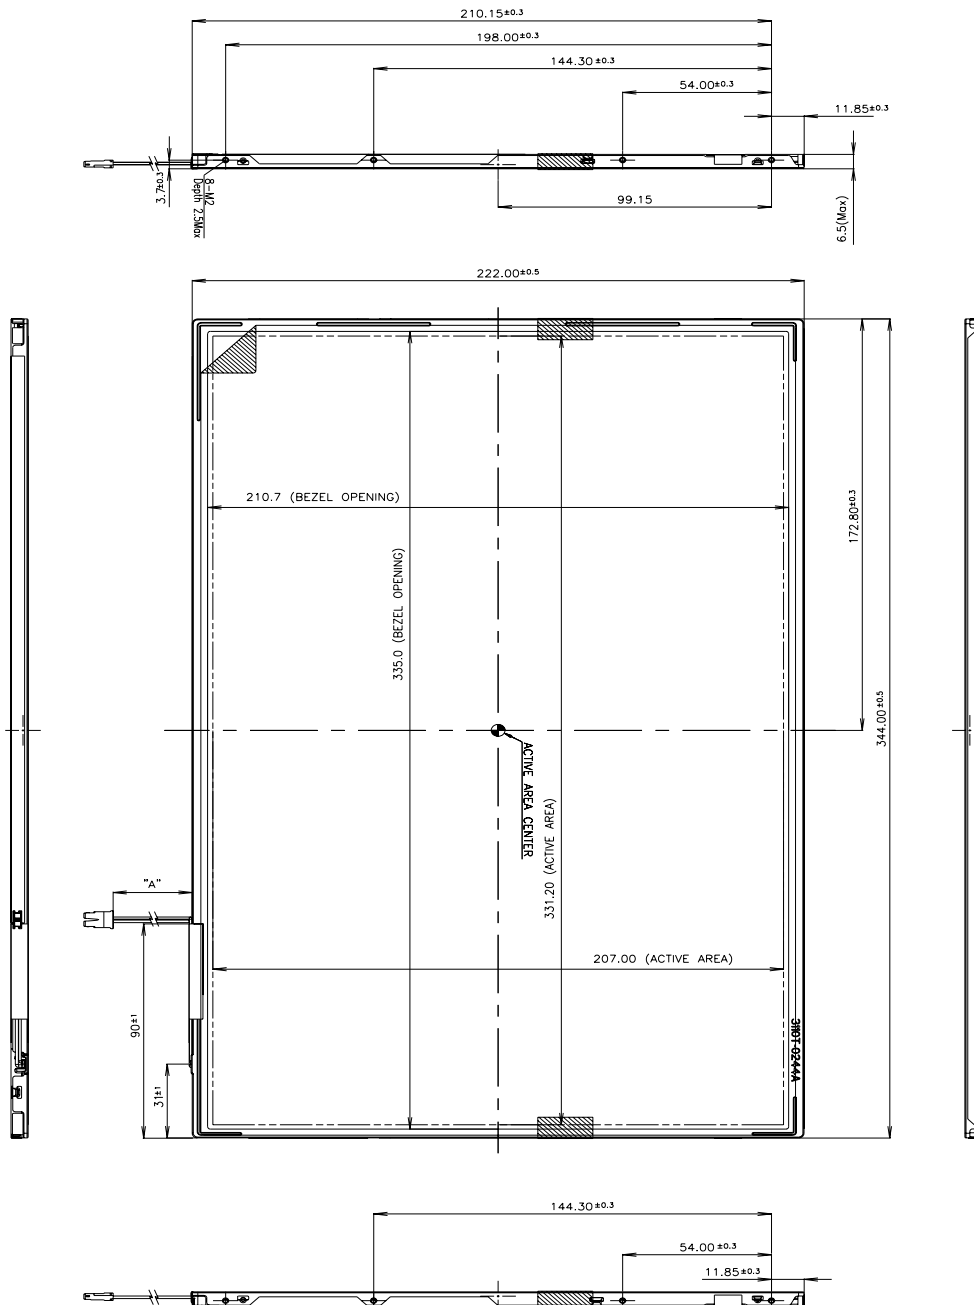 210.15±0.3
198.00±0.3
144.30±0.3
54.00±0.3
11.85±0.3
3.7±0.3
8-M2
Depth 2.5Max
99.15
6.5(Max)
222.00±0.5
210.7 (BEZEL OPENING)
172.80±0.3
335.0 (BEZEL OPENING)
344.00±0.5
ACTIVE AREA CENTER
331.20 (ACTIVE AREA)
"A"
207.00 (ACTIVE AREA)
90±1
3110T-0244A
31±1
144.30±0.3
54.00±0.3
11.85±0.3